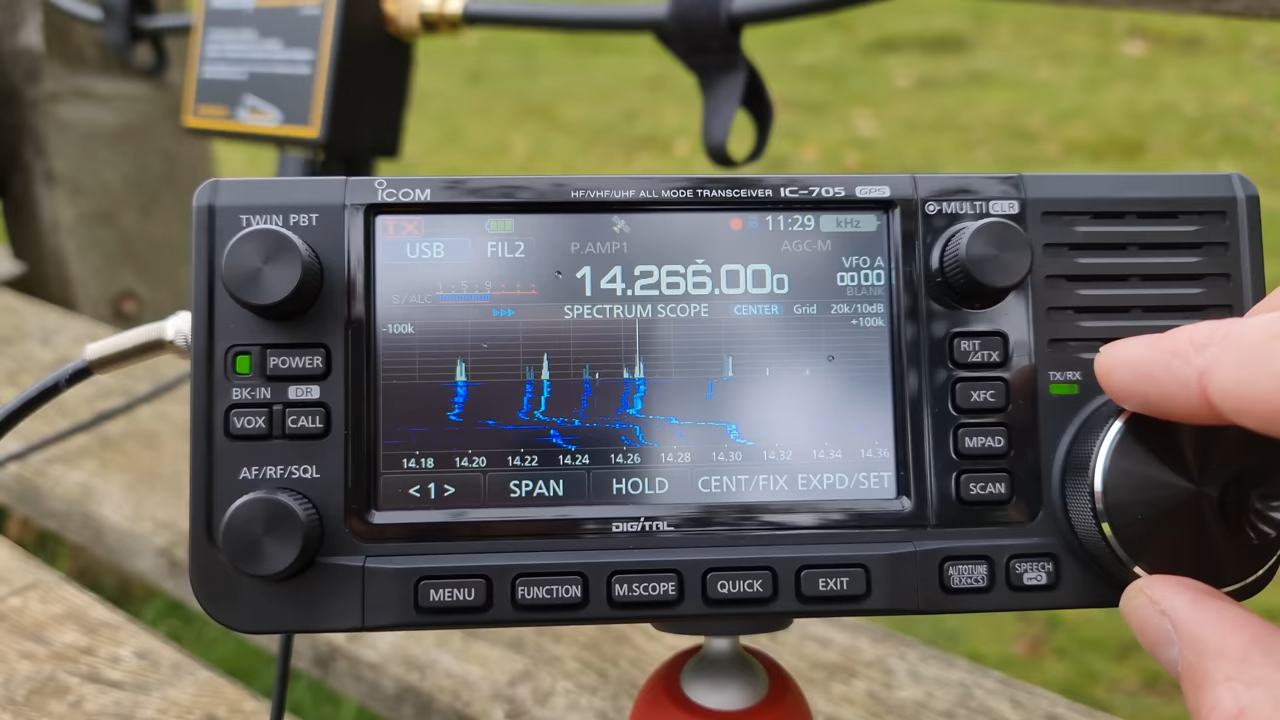 ICOM
HF/VHF/UHF ALL MODE TRANSCEIVER IC-705 GPS
TWIN PBT
MULTI CLR
TX
11:29 kHz
USB FIL2 P.AMP1 AGC-M
14.266.000
VFO A
00 00
BLANK
1 5 9
S/ALC
SPECTRUM SCOPE CENTER Grid 20k/10dB
-100k
+100k
14.18 14.20 14.22 14.24 14.26 14.28 14.30 14.32 14.34 14.36
<1> SPAN HOLD CENT/FIX EXPD/SET
DIGITAL
POWER
BK-IN DR
VOX CALL
AF/RF/SQL
RIT
/⊿TX
XFC
MPAD
SCAN
TX/RX
MENU FUNCTION M.SCOPE QUICK EXIT
AUTOTUNE
RX→CS
SPEECH